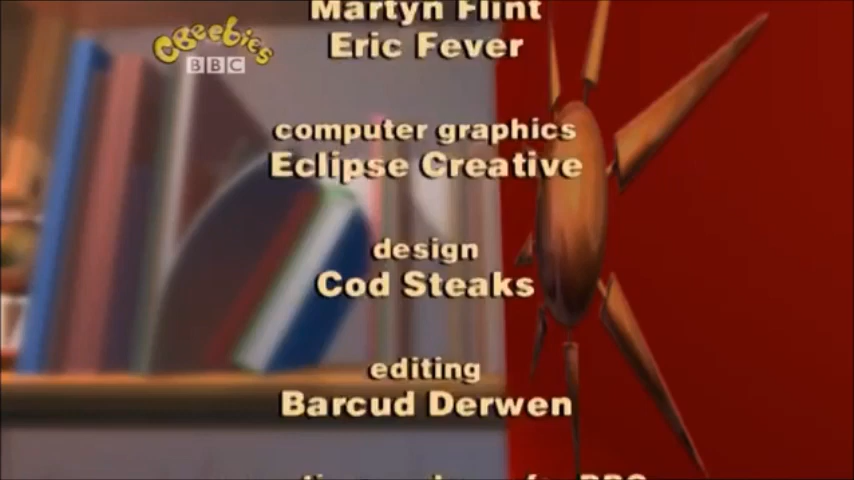 Martyn Flint
CBeebies
Eric Fever
BBC
computer graphics
Eclipse Creative
design
Cod Steaks
editing
Barcud Derwen